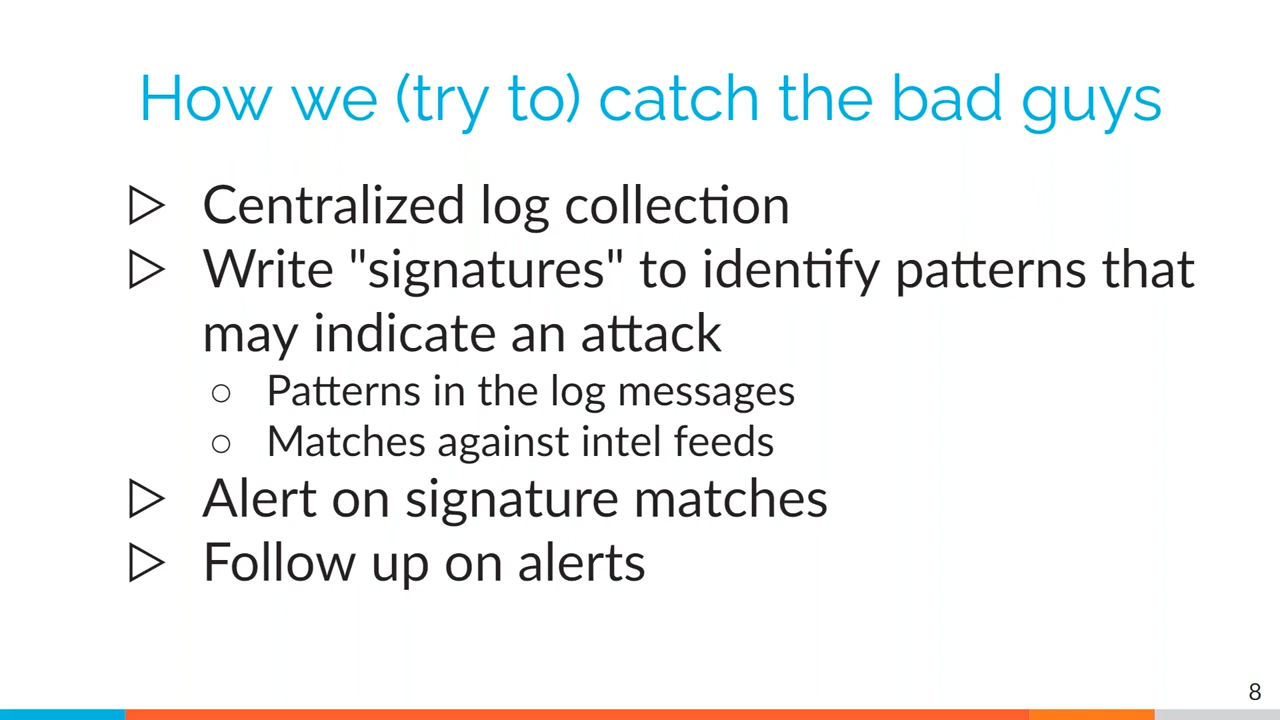 How we (try to) catch the bad guys
▷ Centralized log collection
▷ Write "signatures" to identify patterns that
may indicate an attack
○ Patterns in the log messages
○ Matches against intel feeds
▷ Alert on signature matches
▷ Follow up on alerts
8